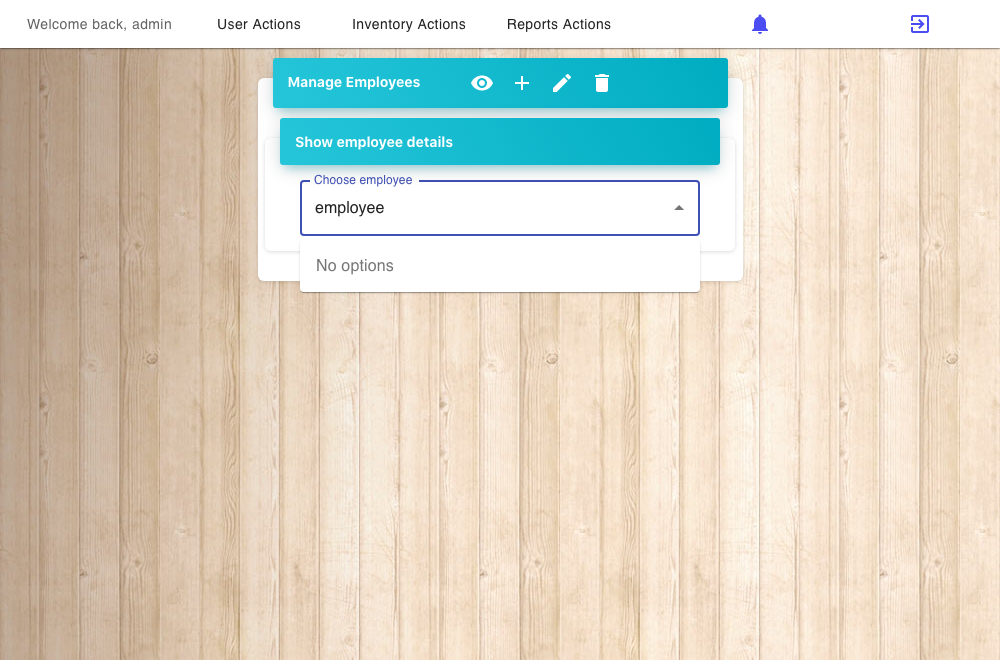 Welcome back, admin User Actions Inventory Actions Reports Actions
Manage Employees
Show employee details
Choose employee
employee
No options